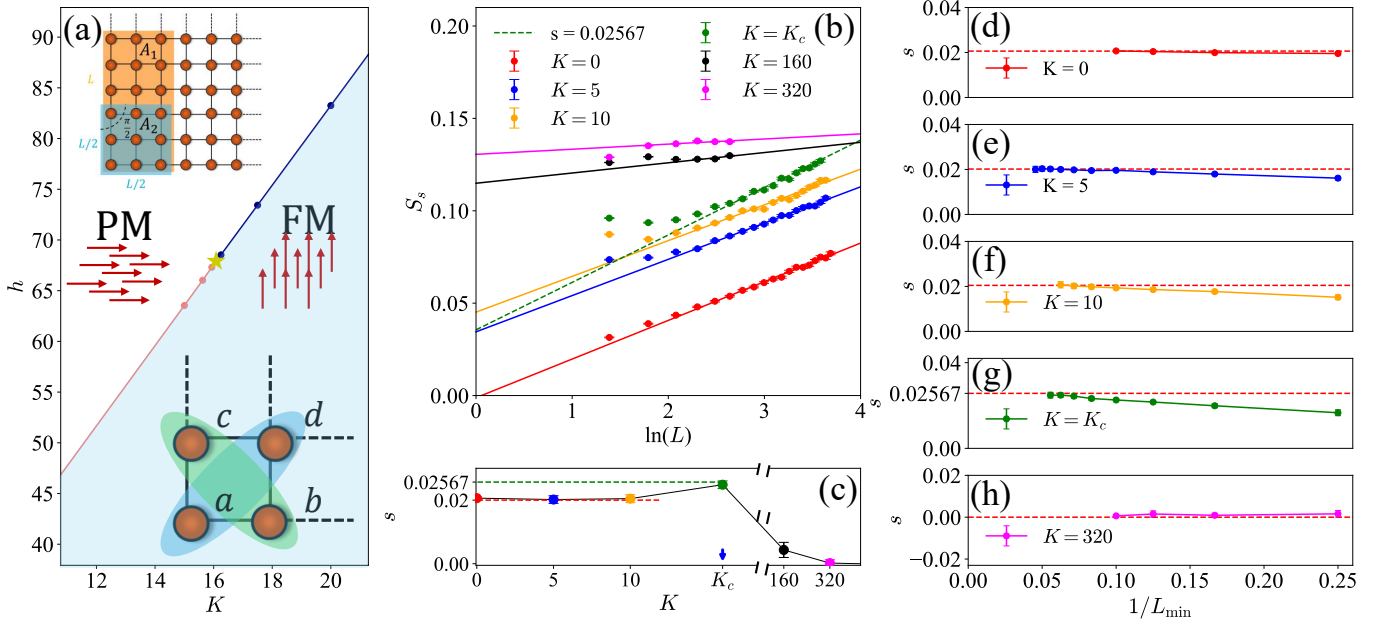 (a)
90
85
80
75
70
65
60
55
50
45
40
h
12
14
16
18
20
K
A₁
A₂
L
π/2
L/2
L/2
PM
FM
c
d
a
b
(b)
0.20
0.15
0.10
0.05
0.00
Sₛ
0
1
2
3
4
ln(L)
s = 0.02567
K = 0
K = 5
K = 10
K = K_c
K = 160
K = 320
(c)
0.02567
0.02
0.00
s
0
5
10
K_c
160
320
K
(d)
0.04
0.02
0.00
s
K = 0
(e)
0.04
0.02
0.00
s
K = 5
(f)
0.04
0.02
0.00
s
K = 10
(g)
0.04
0.02567
0.00
s
K = K_c
(h)
0.00
−0.02
s
K = 320
0.00
0.05
0.10
0.15
0.20
0.25
1/L_min